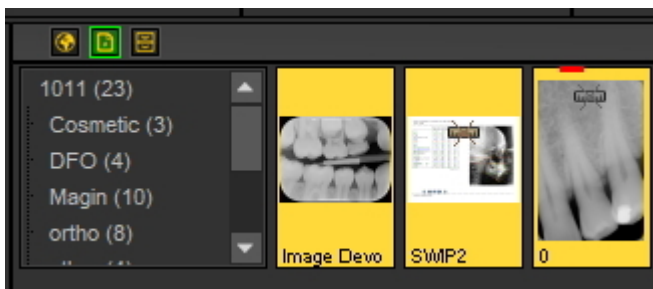 1011 (23)
Cosmetic (3)
DFO (4)
Magin (10)
ortho (8)
Image Devo
SWIP2
0